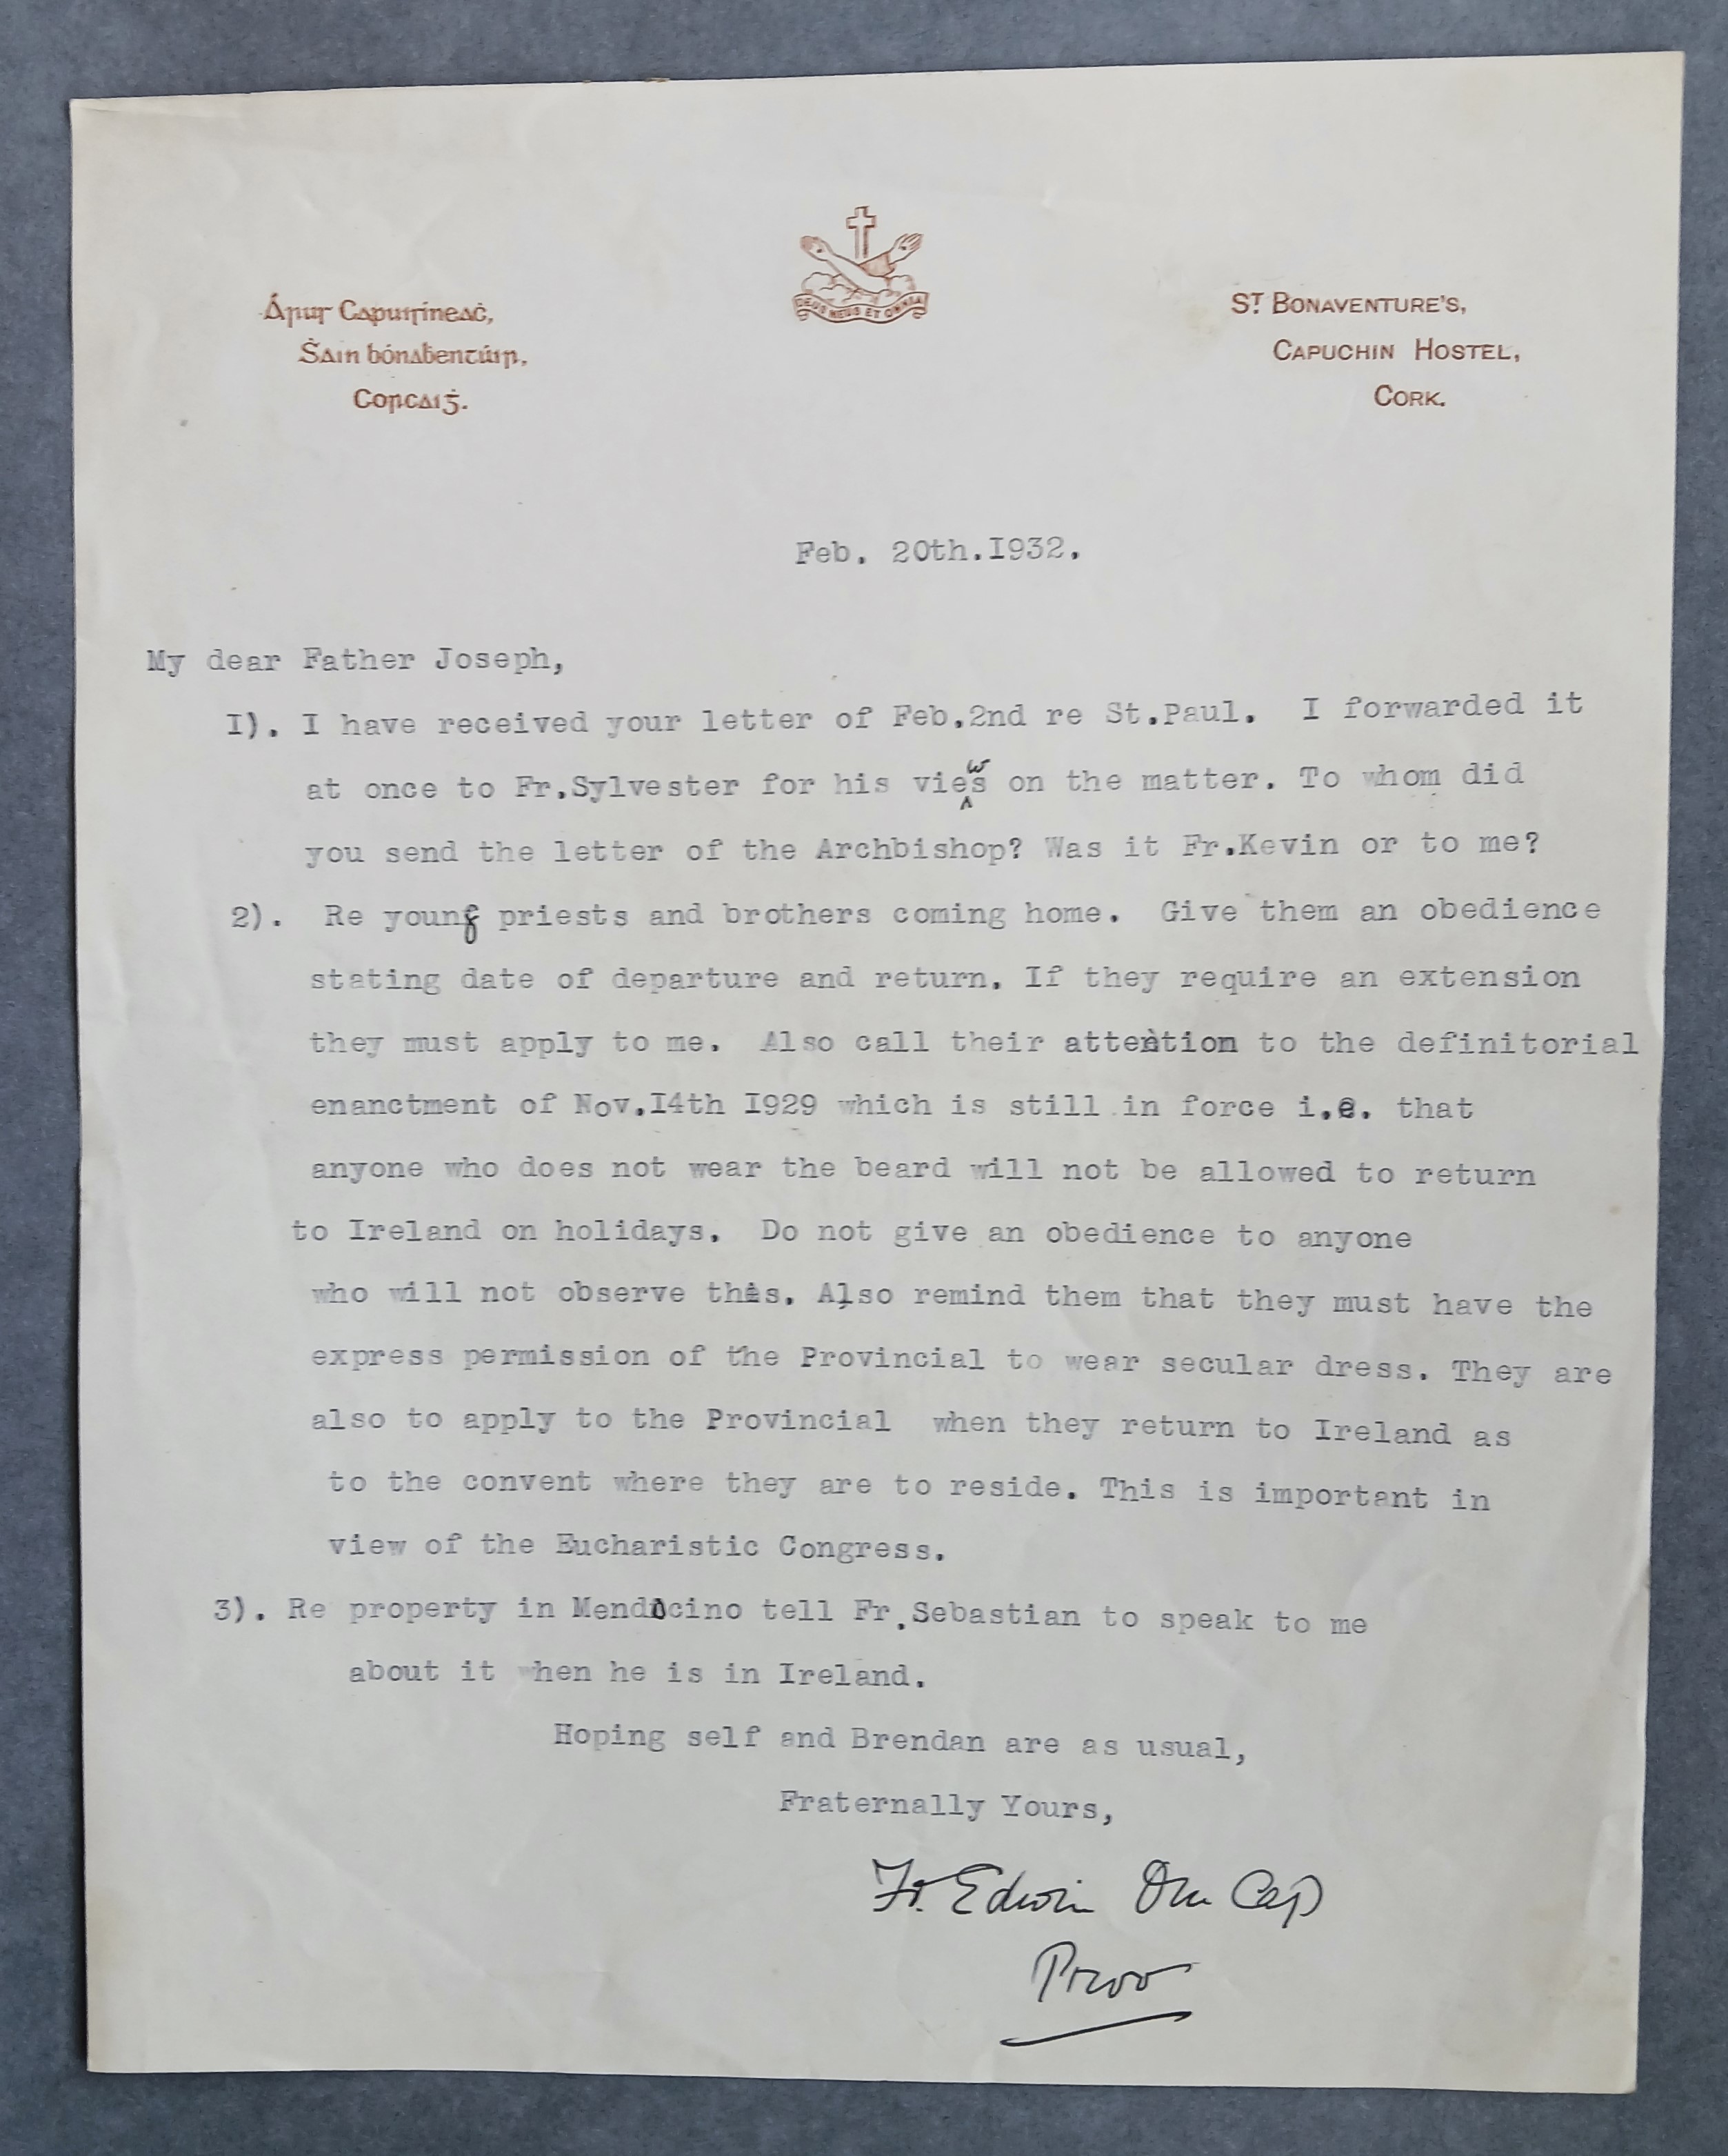 DEUS MEUS ET OMNIA
Árus Capuisíneaċ,
Ṡain bónaḃentúir,
Corcaiġ.
ST BONAVENTURE'S,
CAPUCHIN HOSTEL,
CORK.
Feb. 20th.I932.
My dear Father Joseph,
I). I have received your letter of Feb.2nd re St.Paul. I forwarded it
at once to Fr.Sylvester for his views on the matter. To whom did
you send the letter of the Archbishop? Was it Fr.Kevin or to me?
2). Re young priests and brothers coming home. Give them an obedience
stating date of departure and return. If they require an extension
they must apply to me. Also call their attention to the definitorial
enanctment of Nov.I4th I929 which is still in force i.e. that
anyone who does not wear the beard will not be allowed to return
to Ireland on holidays. Do not give an obedience to anyone
who will not observe this. Also remind them that they must have the
express permission of the Provincial to wear secular dress. They are
also to apply to the Provincial when they return to Ireland as
to the convent where they are to reside. This is important in
view of the Eucharistic Congress.
3). Re property in Mendocino tell Fr.Sebastian to speak to me
about it when he is in Ireland.
Hoping self and Brendan are as usual,
Fraternally Yours,
Fr. Edwin Cap
Prov